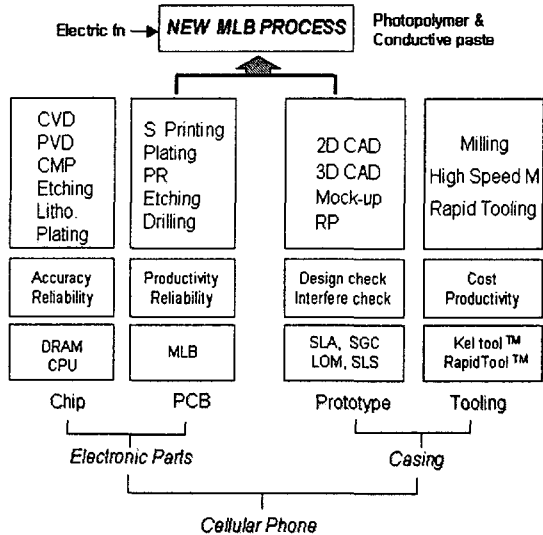 Electric fn
NEW MLB PROCESS
Photopolymer &
Conductive paste
CVD
PVD
CMP
Etching
Litho.
Plating
S Printing
Plating
PR
Etching
Drilling
2D CAD
3D CAD
Mock-up
RP
Milling
High Speed M
Rapid Tooling
Accuracy
Reliability
Productivity
Reliability
Design check
Interfere check
Cost
Productivity
DRAM
CPU
MLB
SLA, SGC
LOM, SLS
Kel tool™
RapidTool™
Chip
PCB
Prototype
Tooling
Electronic Parts
Casing
Cellular Phone